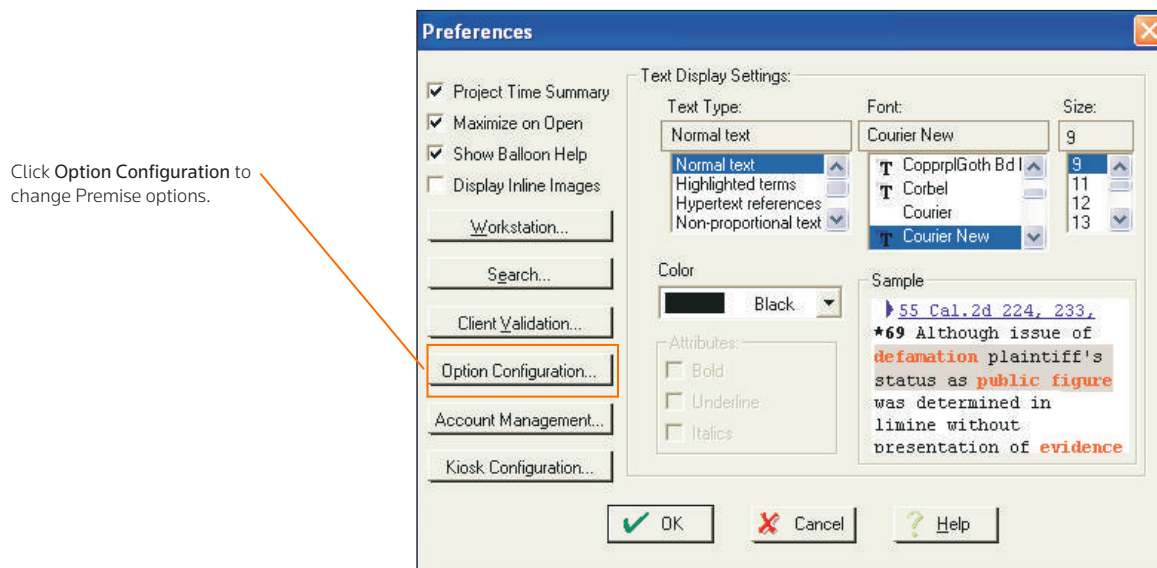 Preferences
Click Option Configuration to
change Premise options.
Project Time Summary
Maximize on Open
Show Balloon Help
Display Inline Images
Workstation...
Search...
Client Validation...
Option Configuration...
Account Management...
Kiosk Configuration...
Text Display Settings:
Text Type:
Normal text
Normal text
Highlighted terms
Hypertext references
Non-proportional text
Font:
Courier New
CopprplGoth Bd
Corbel
Courier
Courier New
Size:
9
9
11
12
13
Color
Black
Attributes:
Bold
Underline
Italics
Sample
55 Cal.2d 224, 233,
*69 Although issue of
defamation plaintiff's
status as public figure
was determined in
limine without
presentation of evidence
OK
Cancel
Help